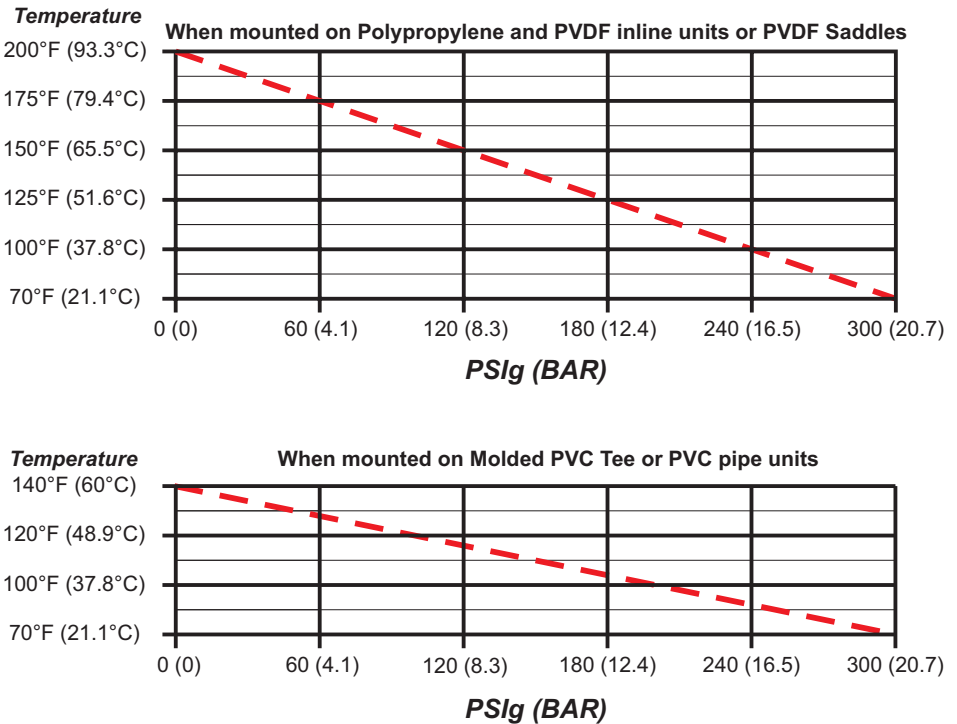 Temperature
When mounted on Polypropylene and PVDF inline units or PVDF Saddles
200°F (93.3°C)
175°F (79.4°C)
150°F (65.5°C)
125°F (51.6°C)
100°F (37.8°C)
70°F (21.1°C)
0 (0) 60 (4.1) 120 (8.3) 180 (12.4) 240 (16.5) 300 (20.7)
PSIg (BAR)
Temperature
When mounted on Molded PVC Tee or PVC pipe units
140°F (60°C)
120°F (48.9°C)
100°F (37.8°C)
70°F (21.1°C)
0 (0) 60 (4.1) 120 (8.3) 180 (12.4) 240 (16.5) 300 (20.7)
PSIg (BAR)